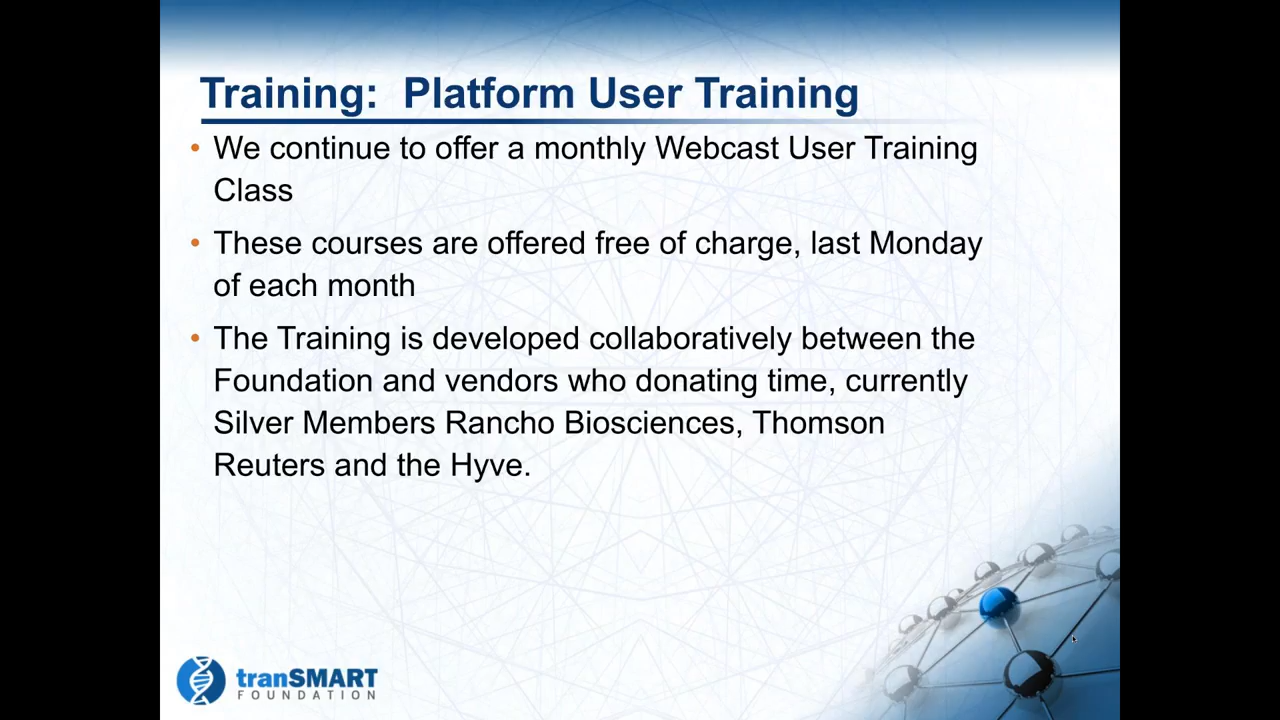 Training:  Platform User Training
• We continue to offer a monthly Webcast User Training
Class
• These courses are offered free of charge, last Monday
of each month
• The Training is developed collaboratively between the
Foundation and vendors who donating time, currently
Silver Members Rancho Biosciences, Thomson
Reuters and the Hyve.
tranSMART
FOUNDATION